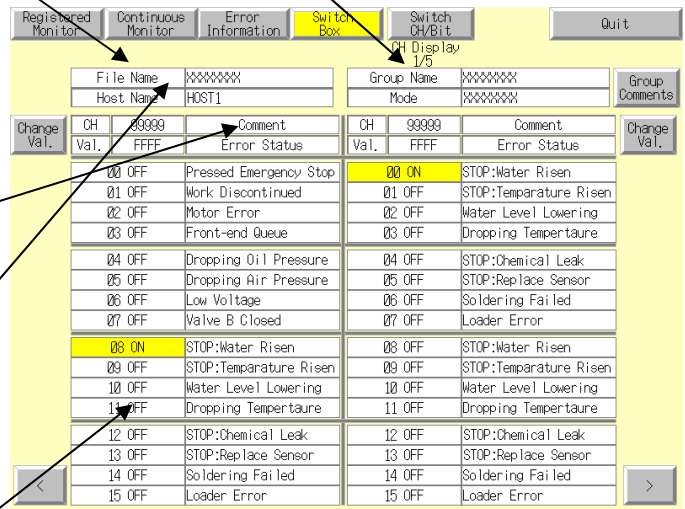 Registered Monitor
Continuous Monitor
Error Information
Switch Box
Switch CH/Bit
Quit
CH Display
1/5
File Name XXXXXXX
Group Name XXXXXXX
Host Name HOST1
Mode XXXXXXX
Group Comments
Change Val.
CH 99999 Comment
CH 99999 Comment
Change Val.
Val. FFFF Error Status
Val. FFFF Error Status
00 OFF Pressed Emergency Stop
00 ON STOP:Water Risen
01 OFF Work Discontinued
01 OFF STOP:Temparature Risen
02 OFF Motor Error
02 OFF Water Level Lowering
03 OFF Front-end Queue
03 OFF Dropping Tempertaure
04 OFF Dropping Oil Pressure
04 OFF STOP:Chemical Leak
05 OFF Dropping Air Pressure
05 OFF STOP:Replace Sensor
06 OFF Low Voltage
06 OFF Soldering Failed
07 OFF Valve B Closed
07 OFF Loader Error
08 ON STOP:Water Risen
08 OFF STOP:Water Risen
09 OFF STOP:Temparature Risen
09 OFF STOP:Temparature Risen
10 OFF Water Level Lowering
10 OFF Water Level Lowering
11 OFF Dropping Tempertaure
11 OFF Dropping Tempertaure
12 OFF STOP:Chemical Leak
12 OFF STOP:Chemical Leak
13 OFF STOP:Replace Sensor
13 OFF STOP:Replace Sensor
14 OFF Soldering Failed
14 OFF Soldering Failed
15 OFF Loader Error
15 OFF Loader Error
<
>